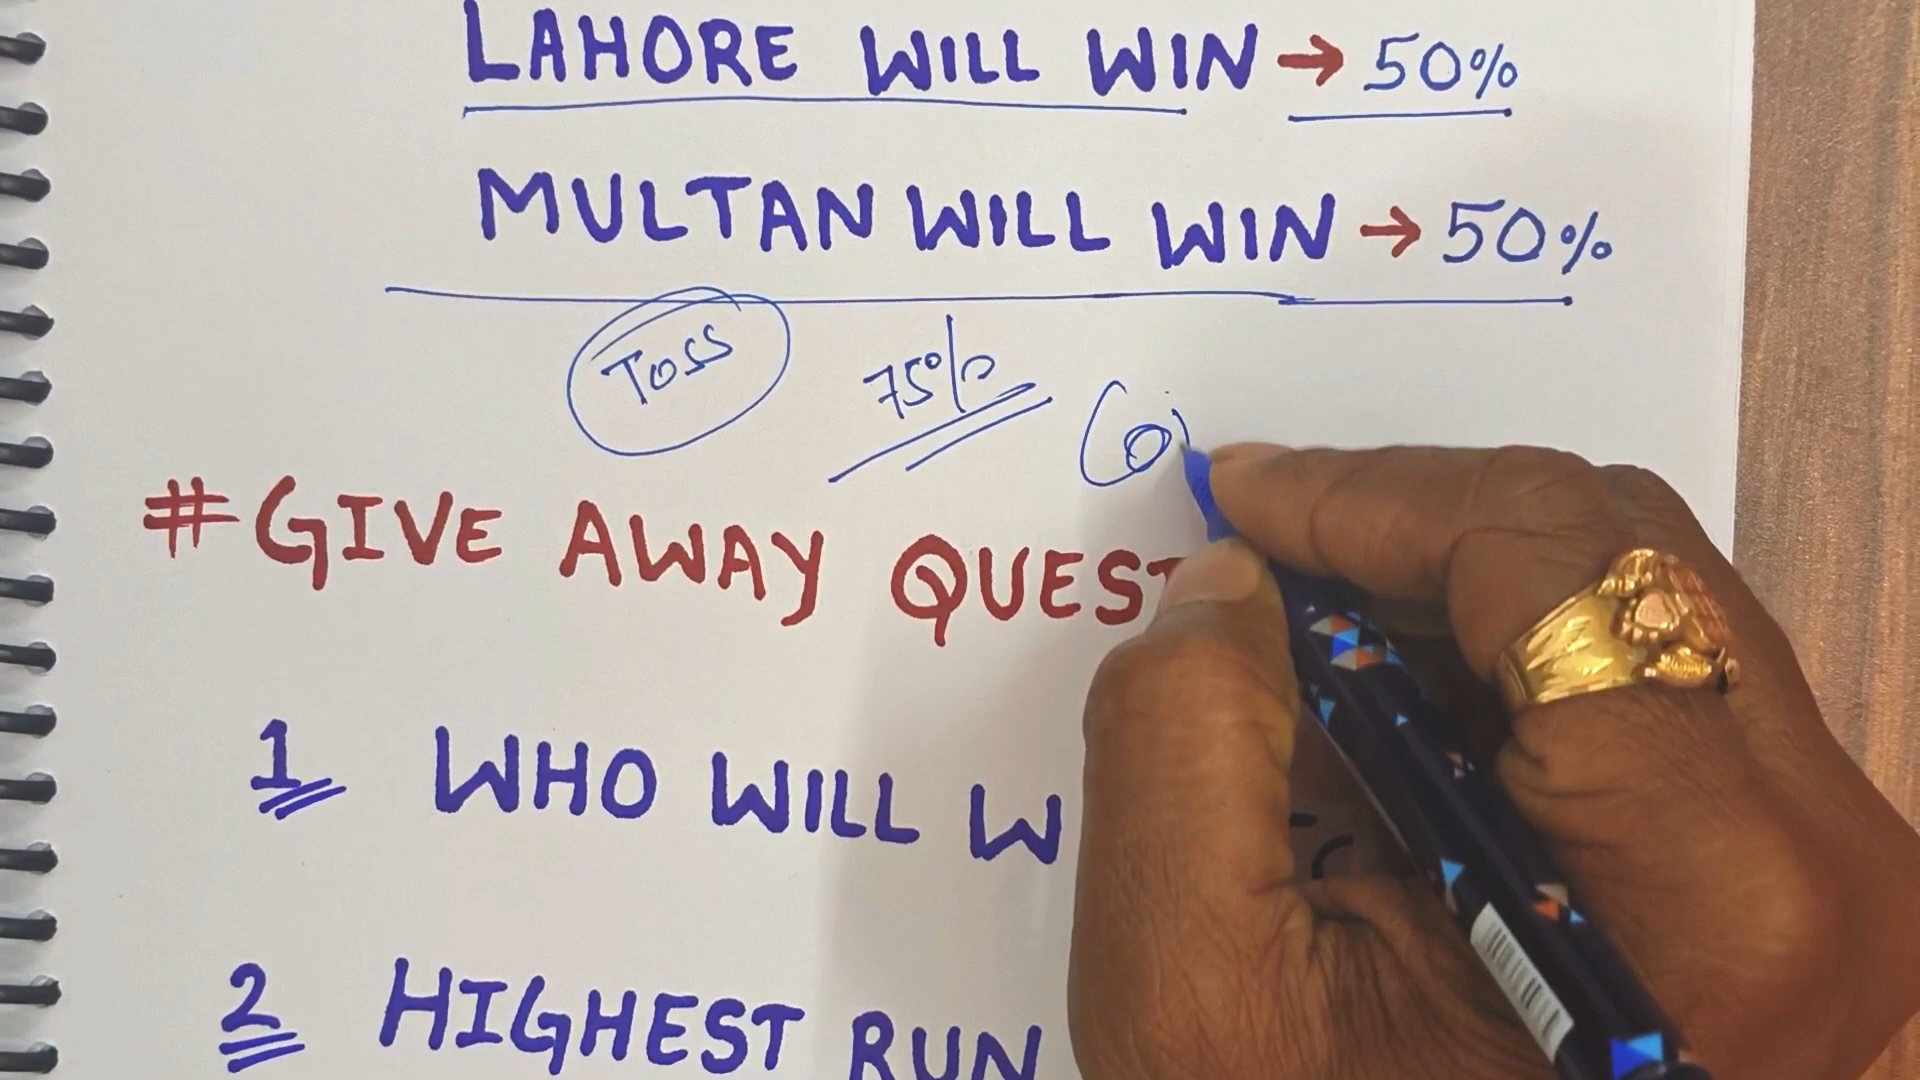 LAHORE WILL WIN → 50%
MULTAN WILL WIN → 50%
Toss 75%
# GIVE AWAY QUEST
1 WHO WILL W
2 HIGHEST RUN